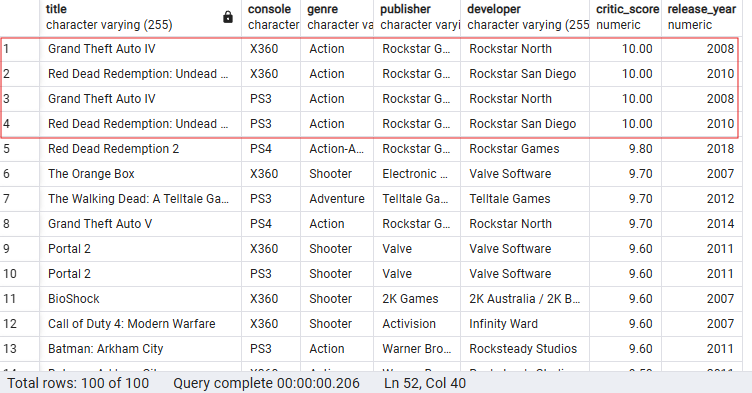 title console genre publisher developer critic_score release_year
character varying (255) character character va character varyi character varying (255 numeric numeric
1 Grand Theft Auto IV X360 Action Rockstar G... Rockstar North 10.00 2008
2 Red Dead Redemption: Undead ... X360 Action Rockstar G... Rockstar San Diego 10.00 2010
3 Grand Theft Auto IV PS3 Action Rockstar G... Rockstar North 10.00 2008
4 Red Dead Redemption: Undead ... PS3 Action Rockstar G... Rockstar San Diego 10.00 2010
5 Red Dead Redemption 2 PS4 Action-A... Rockstar G... Rockstar Games 9.80 2018
6 The Orange Box X360 Shooter Electronic ... Valve Software 9.70 2007
7 The Walking Dead: A Telltale Ga... PS3 Adventure Telltale Ga... Telltale Games 9.70 2012
8 Grand Theft Auto V PS4 Action Rockstar G... Rockstar North 9.70 2014
9 Portal 2 X360 Shooter Valve Valve Software 9.60 2011
10 Portal 2 PS3 Shooter Valve Valve Software 9.60 2011
11 BioShock X360 Shooter 2K Games 2K Australia / 2K B... 9.60 2007
12 Call of Duty 4: Modern Warfare X360 Shooter Activision Infinity Ward 9.60 2007
13 Batman: Arkham City PS3 Action Warner Bro... Rocksteady Studios 9.60 2011
Total rows: 100 of 100 Query complete 00:00:00.206 Ln 52, Col 40